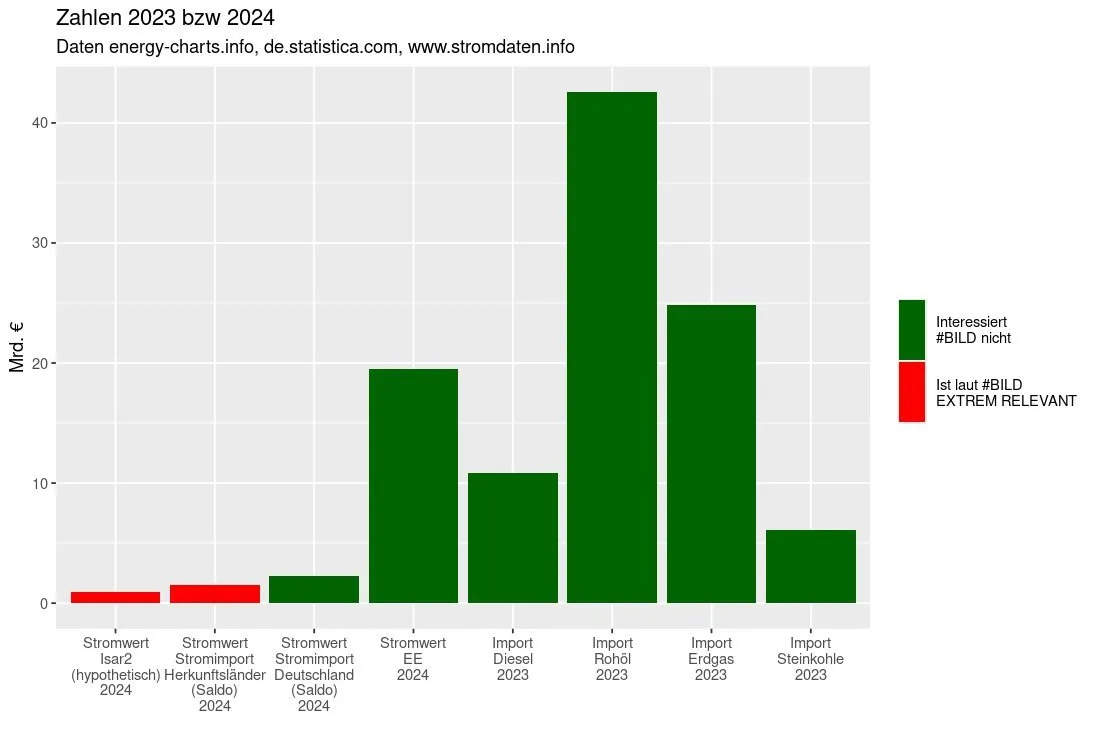 Zahlen 2023 bzw 2024
Daten energy-charts.info, de.statistica.com, www.stromdaten.info
Mrd. €
40
30
20
10
0
Stromwert
Isar2
(hypothetisch)
2024
Stromwert
Stromimport
Herkunftsländer
(Saldo)
2024
Stromwert
Stromimport
Deutschland
(Saldo)
2024
Stromwert
EE
2024
Import
Diesel
2023
Import
Rohöl
2023
Import
Erdgas
2023
Import
Steinkohle
2023
Interessiert
#BILD nicht
Ist laut #BILD
EXTREM RELEVANT